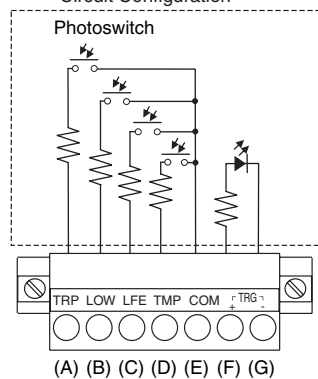 Circuit Configuration
Photoswitch
TRP LOW LFE TMP COM TRG
+ -
(A) (B) (C) (D) (E) (F) (G)